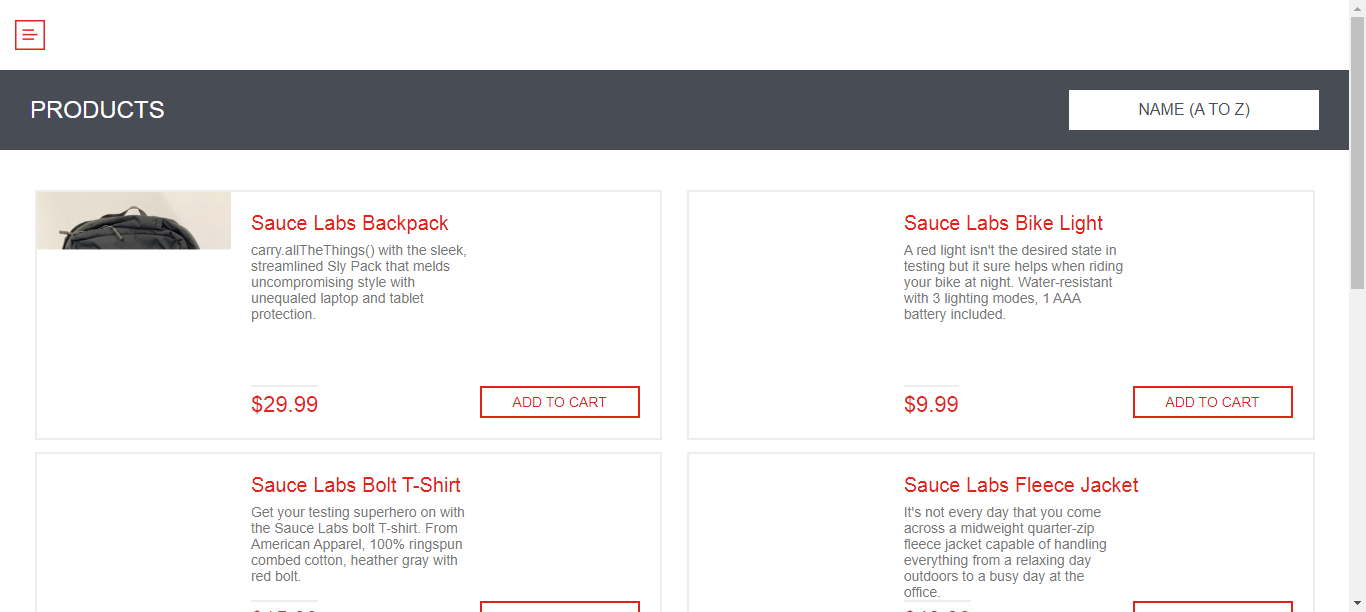 PRODUCTS
NAME (A TO Z)
Sauce Labs Backpack
carry.allTheThings() with the sleek,
streamlined Sly Pack that melds
uncompromising style with
unequaled laptop and tablet
protection.
$29.99
ADD TO CART
Sauce Labs Bike Light
A red light isn't the desired state in
testing but it sure helps when riding
your bike at night. Water-resistant
with 3 lighting modes, 1 AAA
battery included.
$9.99
ADD TO CART
Sauce Labs Bolt T-Shirt
Get your testing superhero on with
the Sauce Labs bolt T-shirt. From
American Apparel, 100% ringspun
combed cotton, heather gray with
red bolt.
Sauce Labs Fleece Jacket
It's not every day that you come
across a midweight quarter-zip
fleece jacket capable of handling
everything from a relaxing day
outdoors to a busy day at the
office.